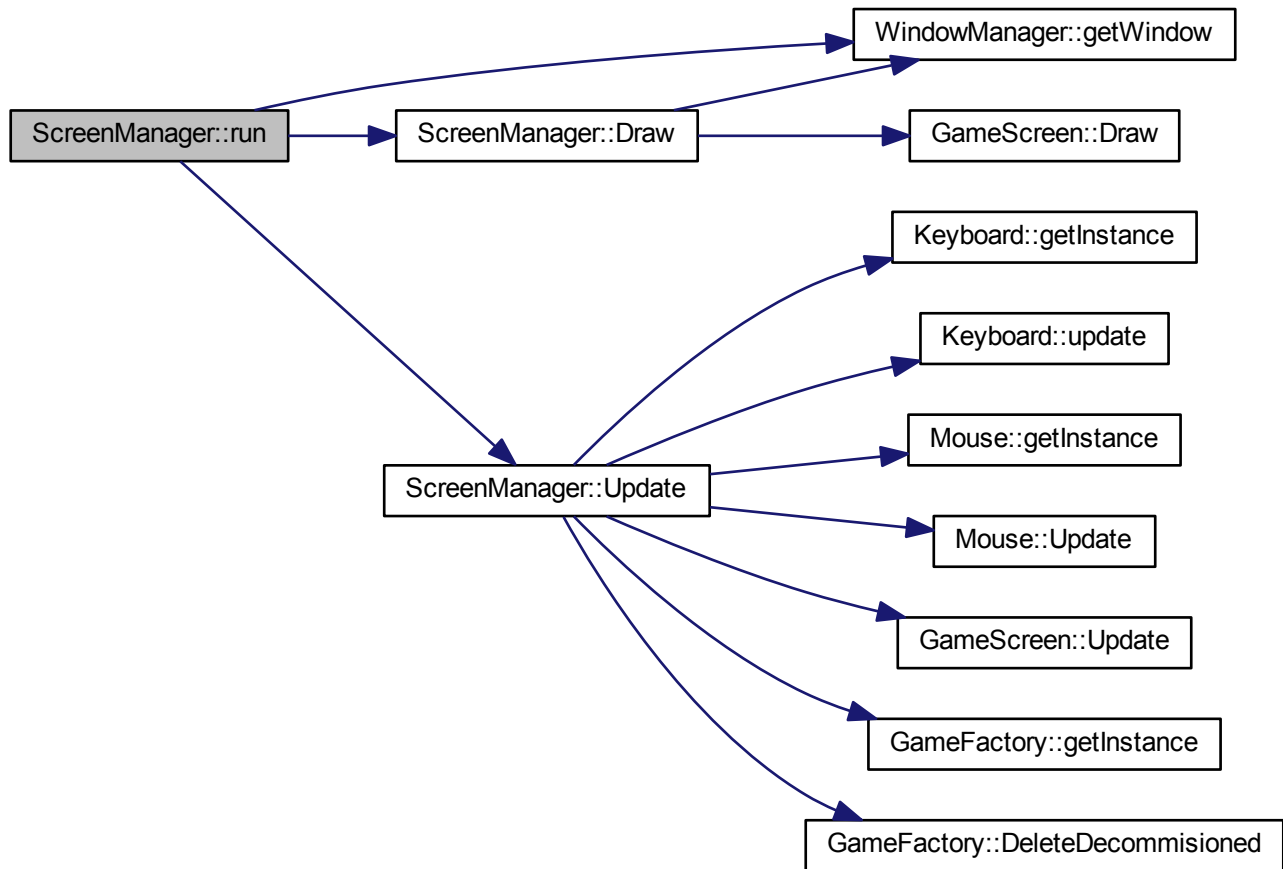 WindowManager::getWindow
ScreenManager::run
ScreenManager::Draw
GameScreen::Draw
Keyboard::getInstance
Keyboard::update
Mouse::getInstance
ScreenManager::Update
Mouse::Update
GameScreen::Update
GameFactory::getInstance
GameFactory::DeleteDecommisioned